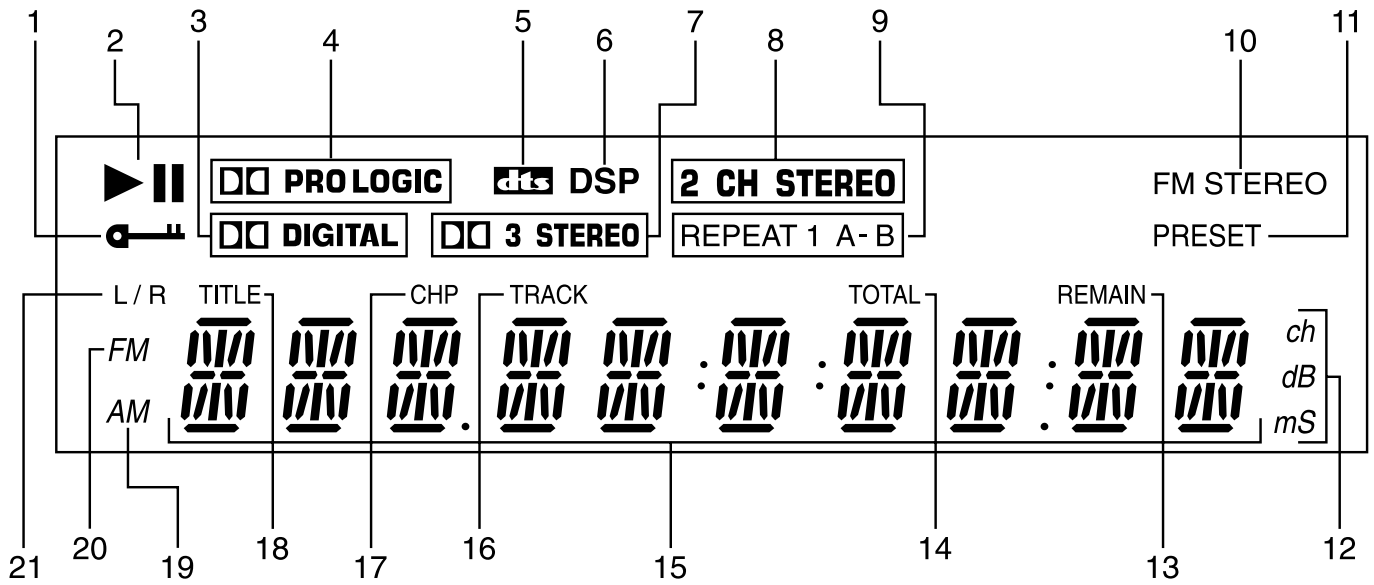 1 2 3 4 5 6 7 8 9 10 11
PRO LOGIC dts DSP 2 CH STEREO FM STEREO
DIGITAL 3 STEREO REPEAT 1 A-B PRESET
L / R TITLE CHP TRACK TOTAL REMAIN
FM ch
dB
AM mS
21 20 19 18 17 16 15 14 13 12